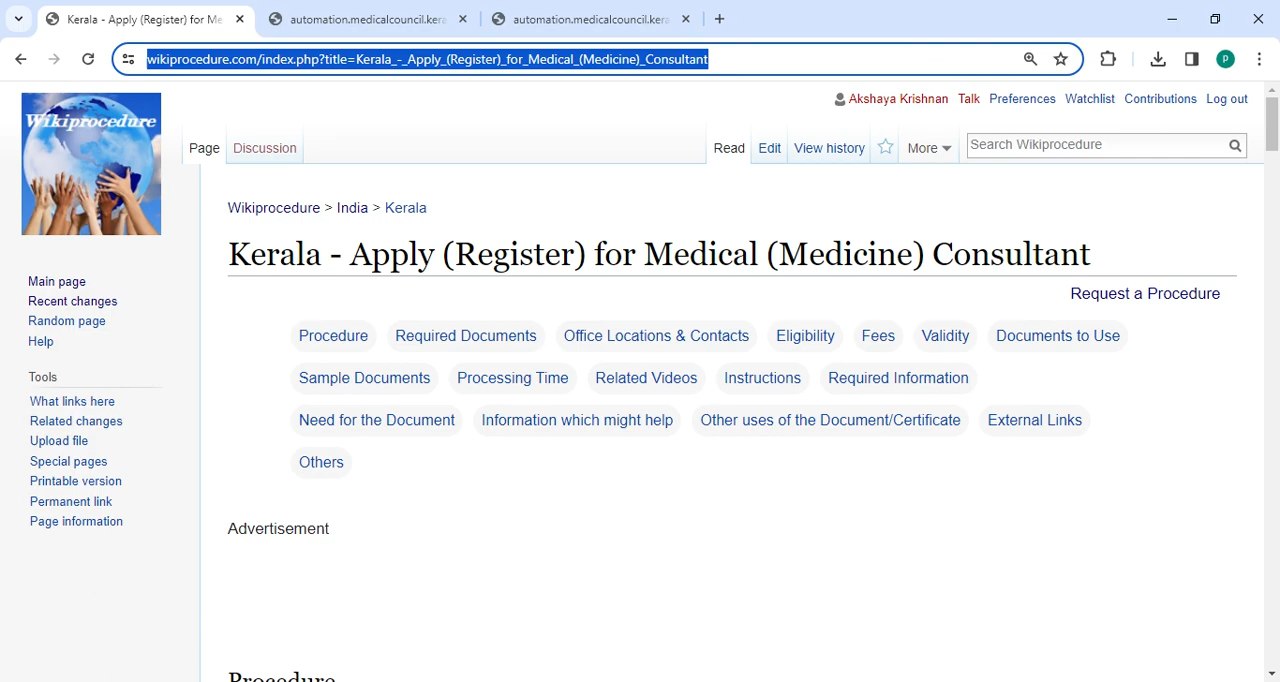 Kerala - Apply (Register) for Me
automation.medicalcouncil.kera
automation.medicalcouncil.kera
wikiprocedure.com/index.php?title=Kerala_-_Apply_(Register)_for_Medical_(Medicine)_Consultant
P
Wikiprocedure
Akshaya Krishnan Talk Preferences Watchlist Contributions Log out
Page Discussion Read Edit View history More Search Wikiprocedure
Wikiprocedure > India > Kerala
Kerala - Apply (Register) for Medical (Medicine) Consultant
Request a Procedure
Main page
Recent changes
Random page
Help
Tools
What links here
Related changes
Upload file
Special pages
Printable version
Permanent link
Page information
Procedure Required Documents Office Locations & Contacts Eligibility Fees Validity Documents to Use
Sample Documents Processing Time Related Videos Instructions Required Information
Need for the Document Information which might help Other uses of the Document/Certificate External Links
Others
Advertisement
Procedure